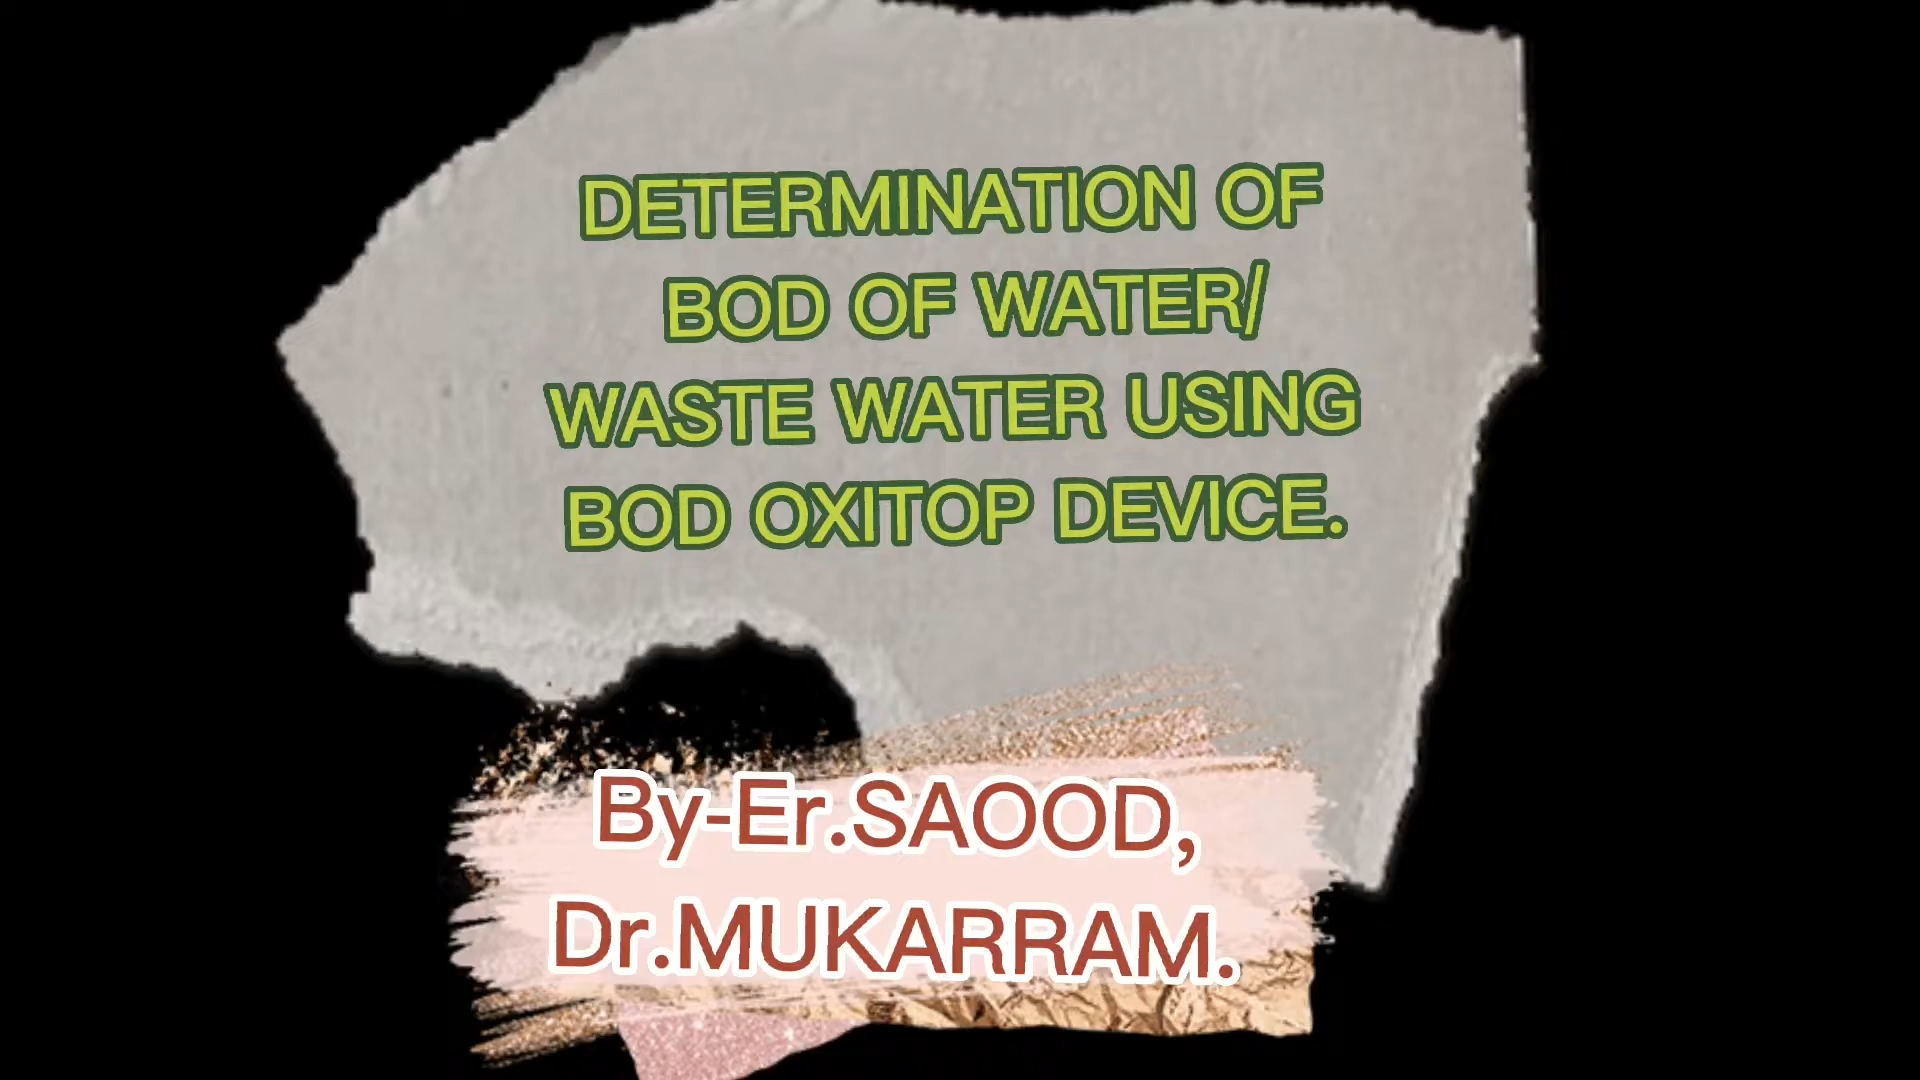 DETERMINATION OF
BOD OF WATER/
WASTE WATER USING
BOD OXITOP DEVICE.
By-Er.SAOOD,
Dr.MUKARRAM.